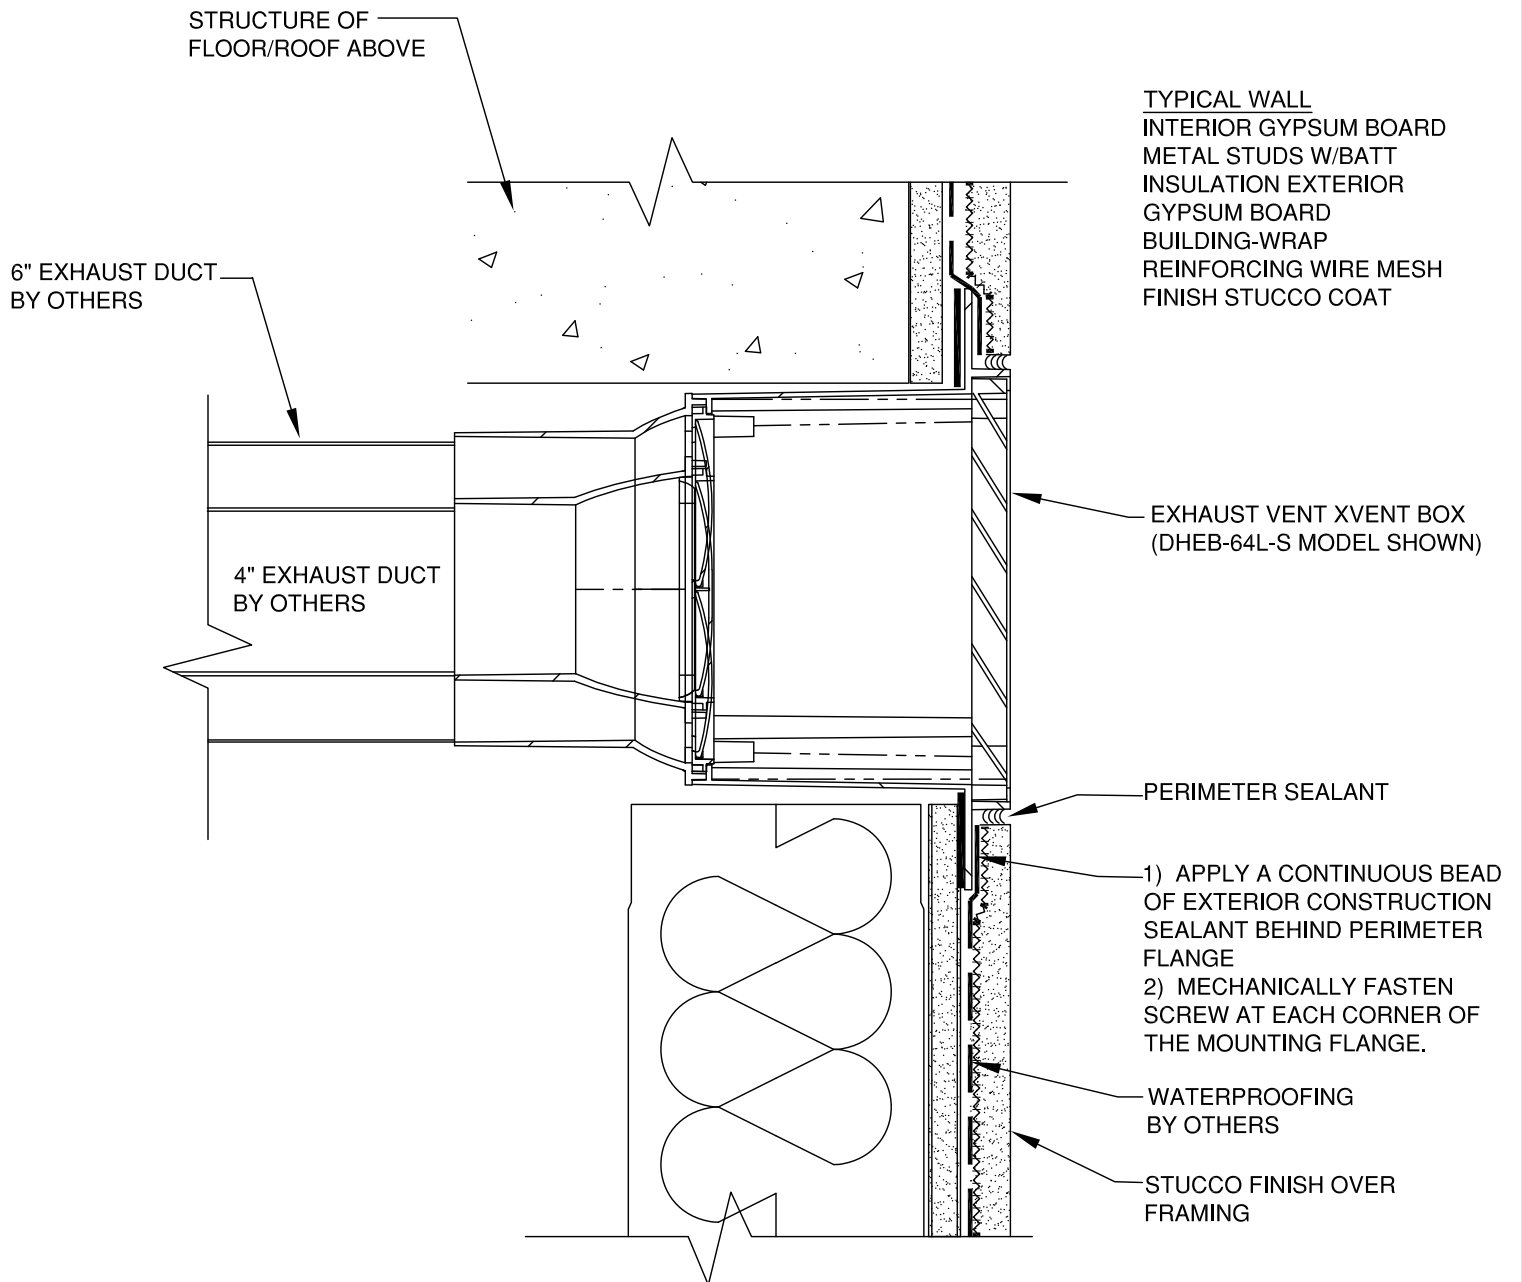 STRUCTURE OF
FLOOR/ROOF ABOVE
TYPICAL WALL
INTERIOR GYPSUM BOARD
METAL STUDS W/BATT
INSULATION EXTERIOR
GYPSUM BOARD
BUILDING-WRAP
REINFORCING WIRE MESH
FINISH STUCCO COAT
6" EXHAUST DUCT
BY OTHERS
EXHAUST VENT XVENT BOX
(DHEB-64L-S MODEL SHOWN)
4" EXHAUST DUCT
BY OTHERS
PERIMETER SEALANT
1) APPLY A CONTINUOUS BEAD
OF EXTERIOR CONSTRUCTION
SEALANT BEHIND PERIMETER
FLANGE
2) MECHANICALLY FASTEN
SCREW AT EACH CORNER OF
THE MOUNTING FLANGE.
WATERPROOFING
BY OTHERS
STUCCO FINISH OVER
FRAMING